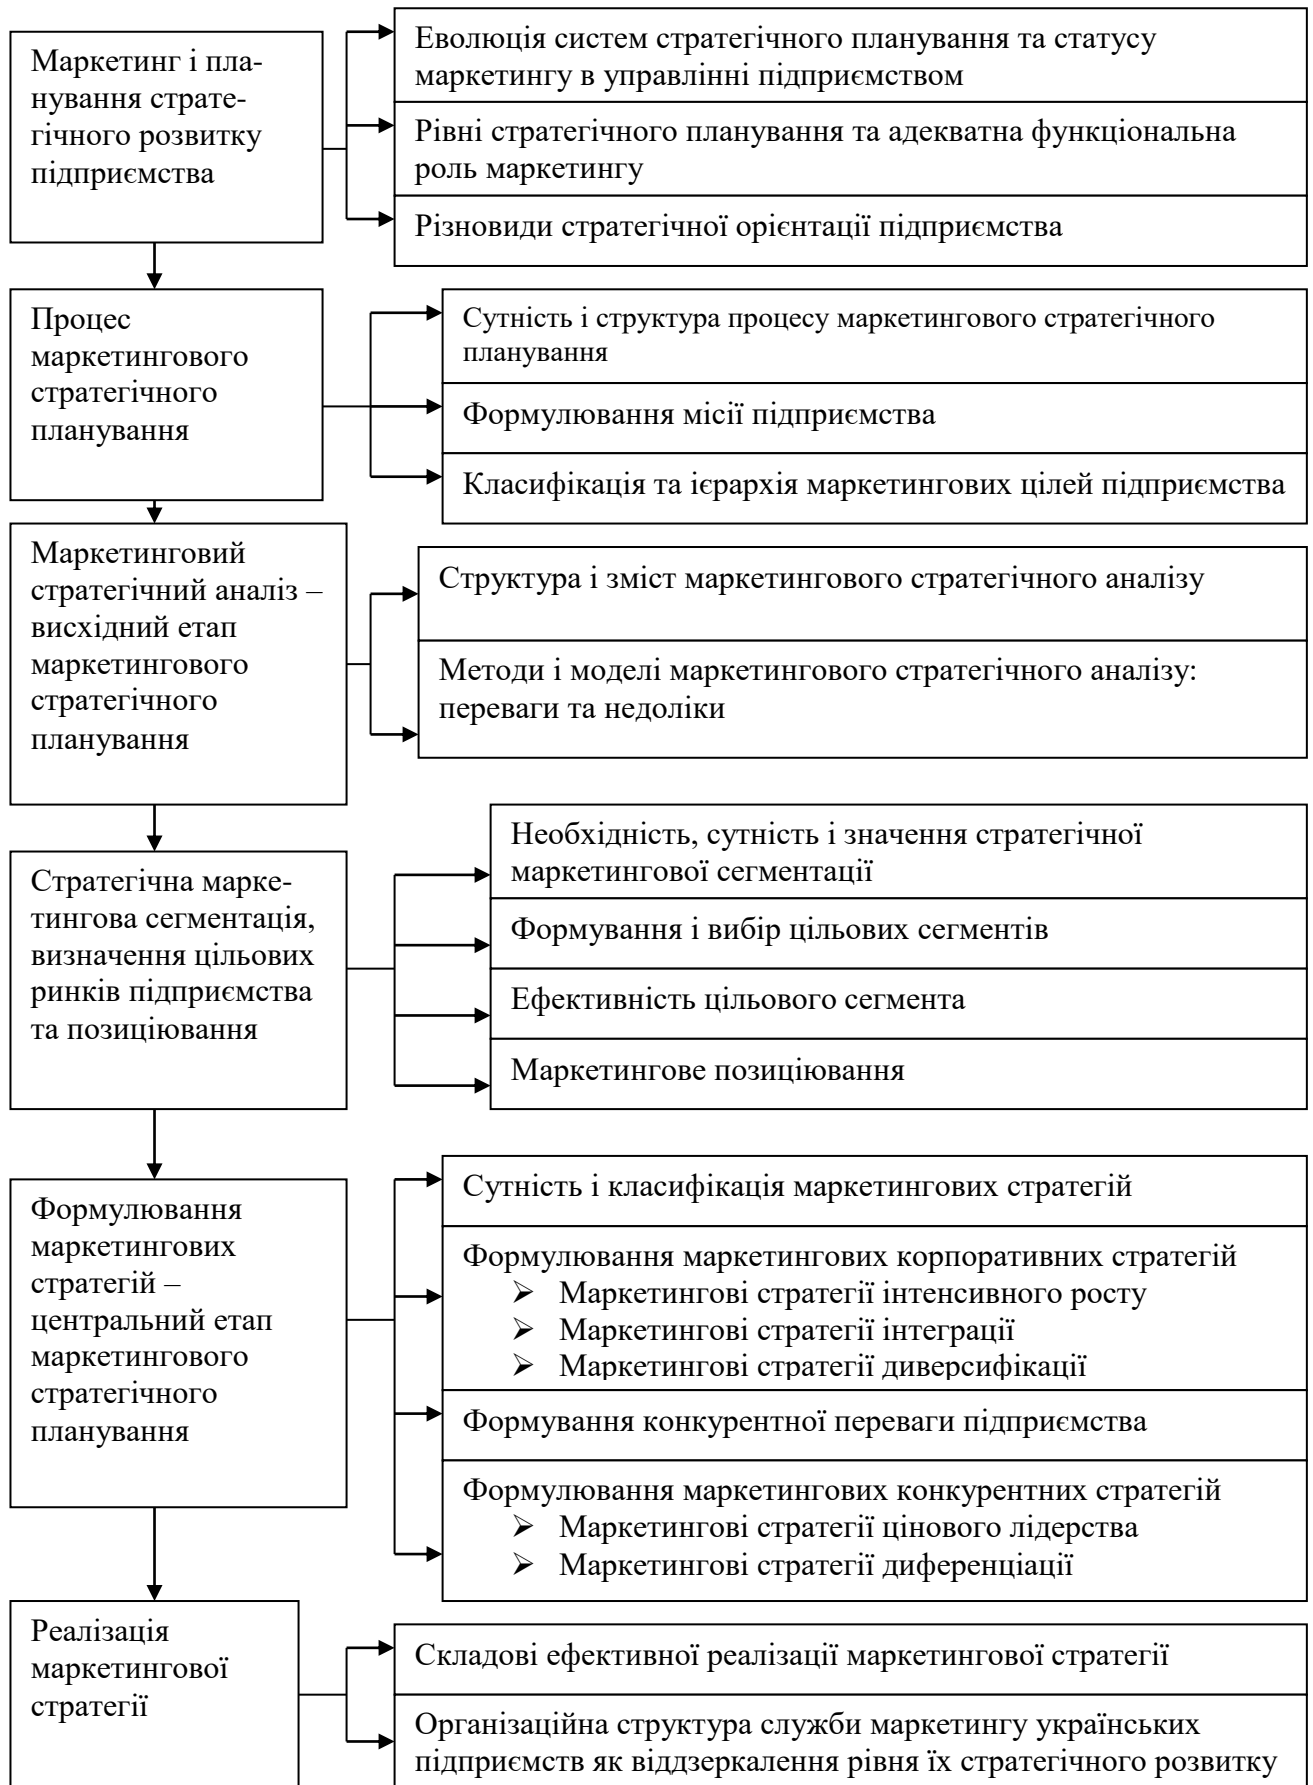 Маркетинг і пла-
нування страте-
гічного розвитку
підприємства
Еволюція систем стратегічного планування та статусу
маркетингу в управлінні підприємством
Рівні стратегічного планування та адекватна функціональна
роль маркетингу
Різновиди стратегічної орієнтації підприємства
Процес
маркетингового
стратегічного
планування
Сутність і структура процесу маркетингового стратегічного
планування
Формулювання місії підприємства
Класифікація та ієрархія маркетингових цілей підприємства
Маркетинговий
стратегічний аналіз –
висхідний етап
маркетингового
стратегічного
планування
Структура і зміст маркетингового стратегічного аналізу
Методи і моделі маркетингового стратегічного аналізу:
переваги та недоліки
Стратегічна марке-
тингова сегментація,
визначення цільових
ринків підприємства
та позиціювання
Необхідність, сутність і значення стратегічної
маркетингової сегментації
Формування і вибір цільових сегментів
Ефективність цільового сегмента
Маркетингове позиціювання
Формулювання
маркетингових
стратегій –
центральний етап
маркетингового
стратегічного
планування
Сутність і класифікація маркетингових стратегій
Формулювання маркетингових корпоративних стратегій
➢ Маркетингові стратегії інтенсивного росту
➢ Маркетингові стратегії інтеграції
➢ Маркетингові стратегії диверсифікації
Формування конкурентної переваги підприємства
Формулювання маркетингових конкурентних стратегій
➢ Маркетингові стратегії цінового лідерства
➢ Маркетингові стратегії диференціації
Реалізація
маркетингової
стратегії
Складові ефективної реалізації маркетингової стратегії
Організаційна структура служби маркетингу українських
підприємств як віддзеркалення рівня їх стратегічного розвитку